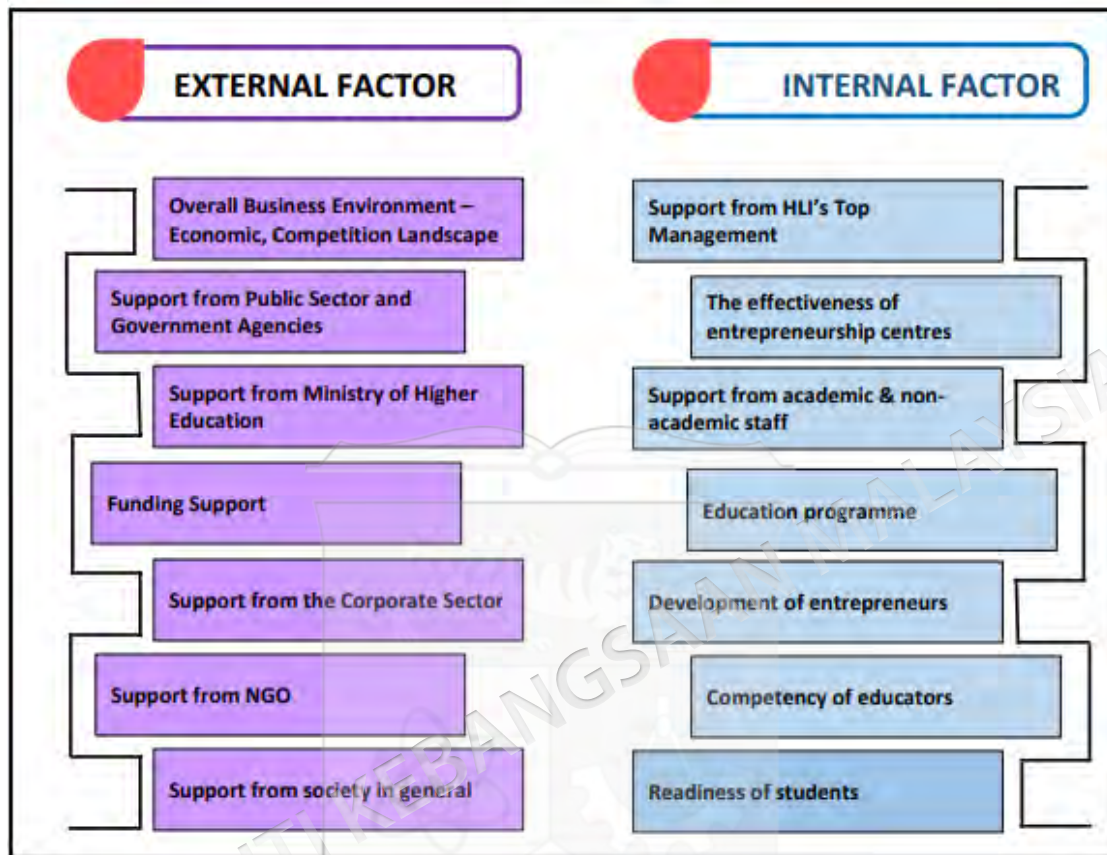 EXTERNAL FACTOR
Overall Business Environment –
Economic, Competition Landscape
Support from Public Sector and
Government Agencies
Support from Ministry of Higher
Education
Funding Support
Support from the Corporate Sector
Support from NGO
Support from society in general
INTERNAL FACTOR
Support from HLI's Top
Management
The effectiveness of
entrepreneurship centres
Support from academic & non-
academic staff
Education programme
Development of entrepreneurs
Competency of educators
Readiness of students
KEBANGSAAN MALAYSIA